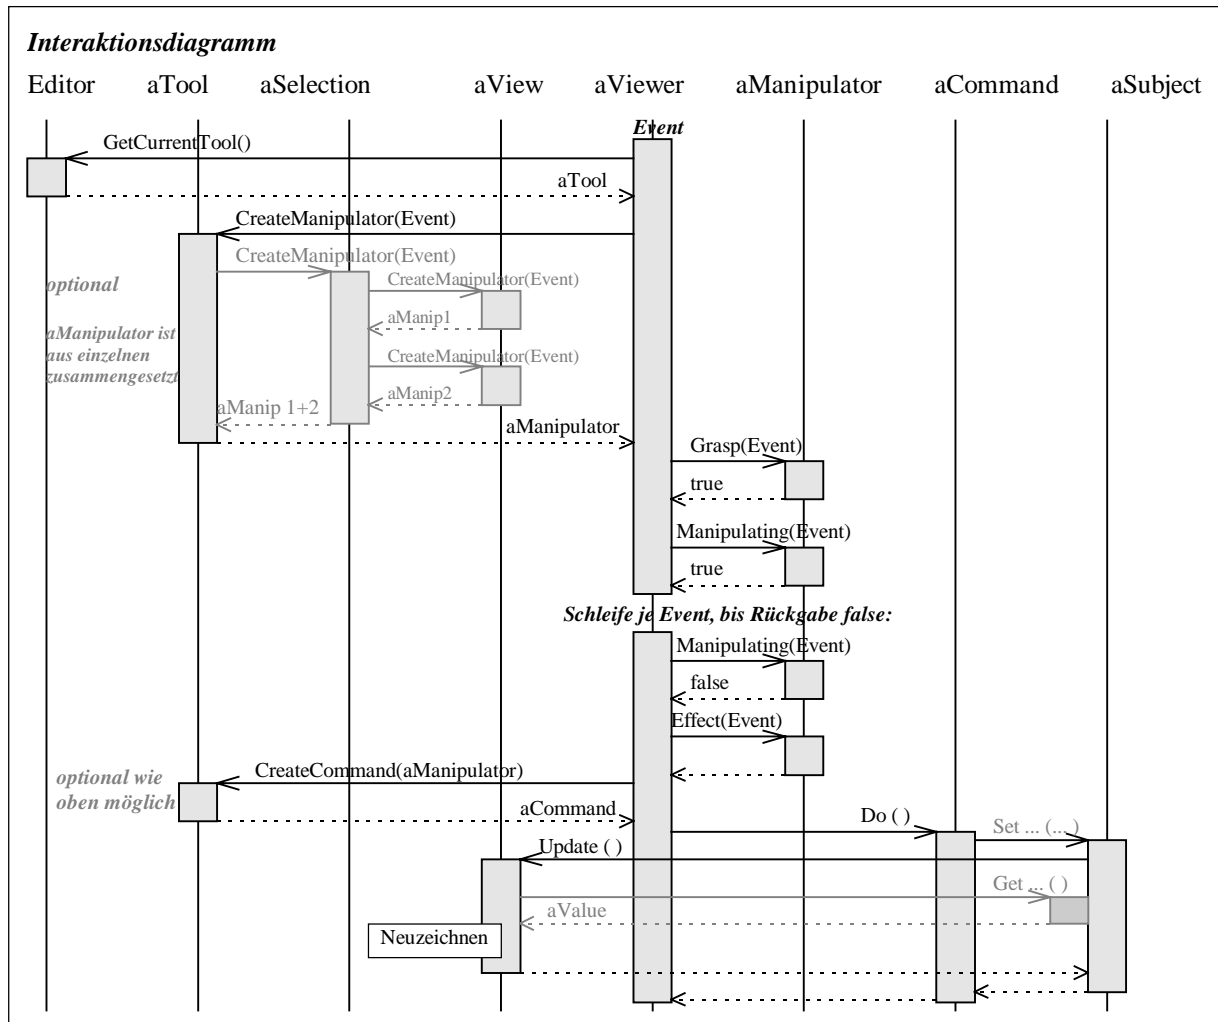 Interaktionsdiagramm
Editor aTool aSelection aView aViewer aManipulator aCommand aSubject
Event
GetCurrentTool()
aTool
CreateManipulator(Event)
CreateManipulator(Event)
optional
CreateManipulator(Event)
aManip1
aManipulator ist
aus einzelnen
zusammengesetzt
CreateManipulator(Event)
aManip2
aManip 1+2
aManipulator
Grasp(Event)
true
Manipulating(Event)
true
Schleife je Event, bis Rückgabe false:
Manipulating(Event)
false
Effect(Event)
optional wie
oben möglich
CreateCommand(aManipulator)
aCommand
Do ( )
Set ... (... )
Update ( )
Get ... ( )
aValue
Neuzeichnen